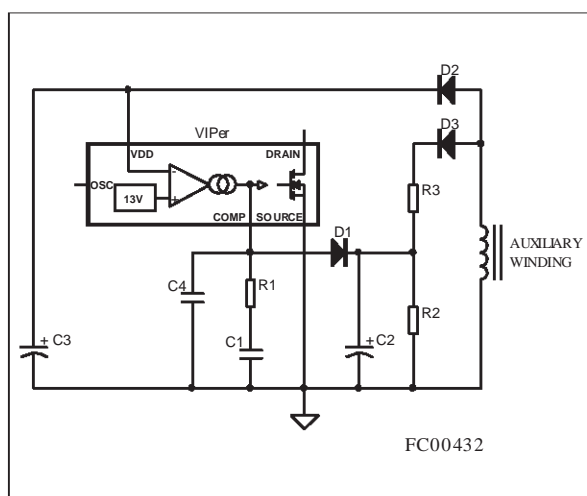 D2
D3
VIPer
VDD
DRAIN
-
OSC
13V
+
COMP SOURCE
R3
D1
AUXILIARY
WINDING
C4
R1
R2
+ C3
C1
+ C2
FC00432